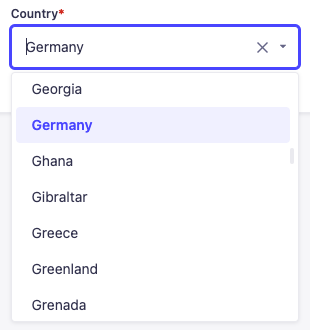 Country*
Germany
Georgia
Germany
Ghana
Gibraltar
Greece
Greenland
Grenada